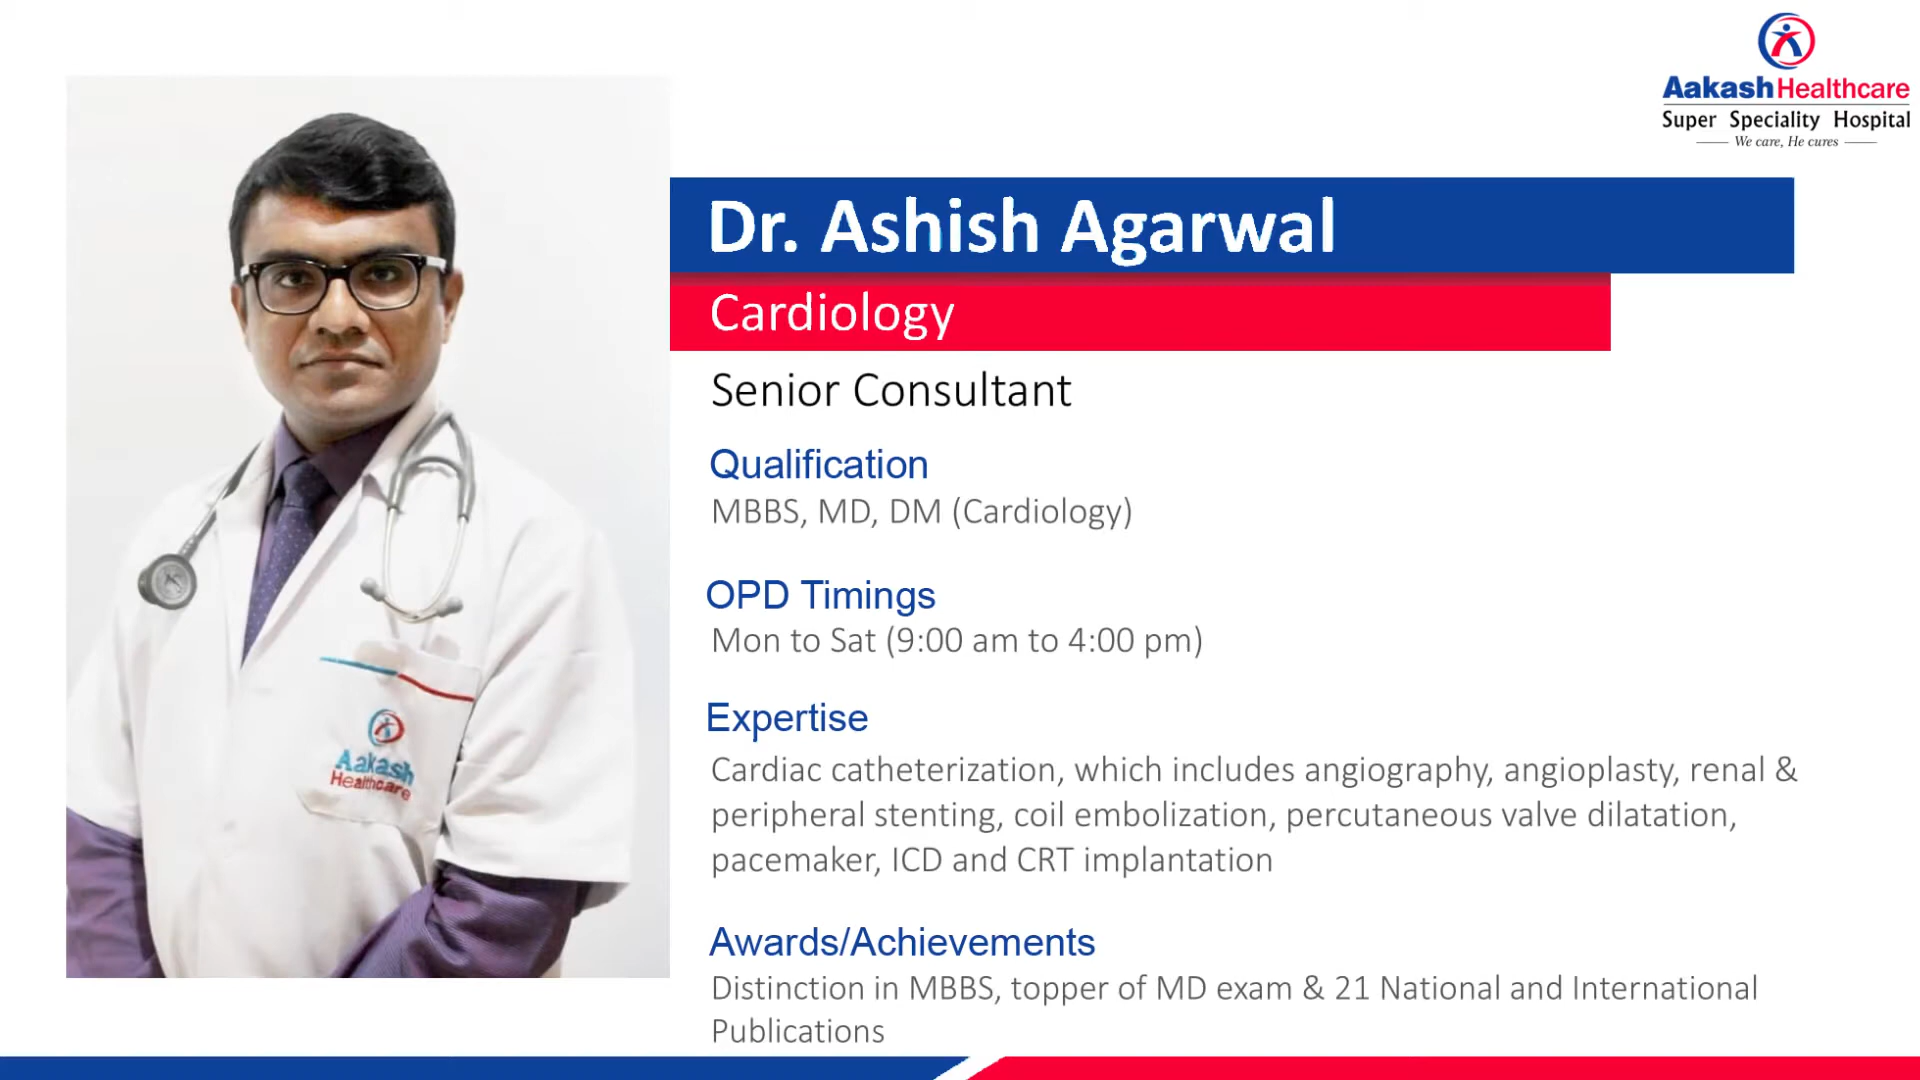 Aakash Healthcare
Super Speciality Hospital
We care, He cures
Dr. Ashish Agarwal
Cardiology
Senior Consultant
Qualification
MBBS, MD, DM (Cardiology)
OPD Timings
Mon to Sat (9:00 am to 4:00 pm)
Expertise
Cardiac catheterization, which includes angiography, angioplasty, renal &
peripheral stenting, coil embolization, percutaneous valve dilatation,
pacemaker, ICD and CRT implantation
Awards/Achievements
Distinction in MBBS, topper of MD exam & 21 National and International
Publications
Aakash
Healthcare